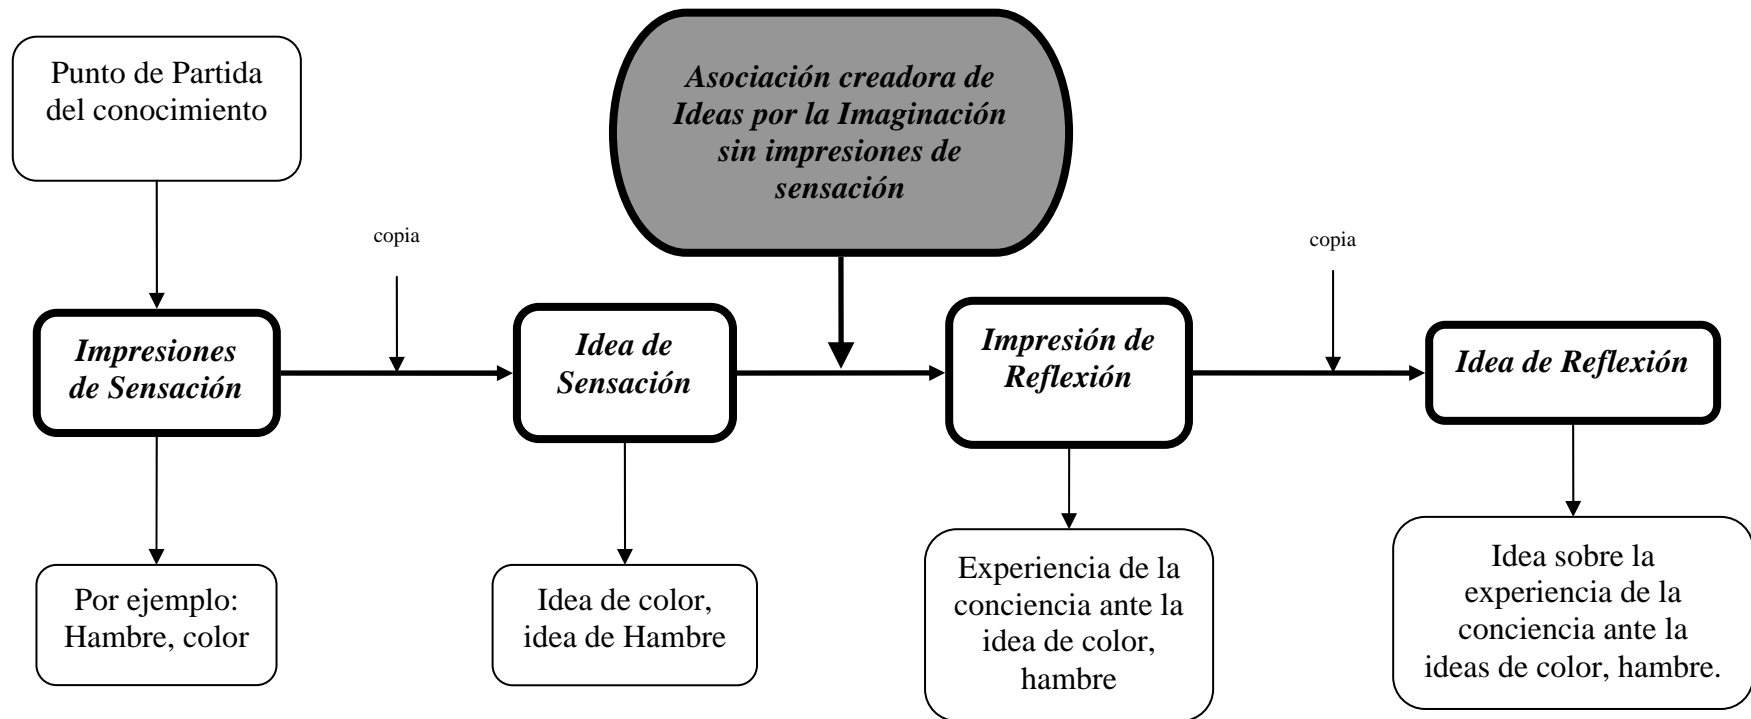 Punto de Partida
del conocimiento
Asociación creadora de
Ideas por la Imaginación
sin impresiones de
sensación
copia
copia
Impresiones
de Sensación
Idea de
Sensación
Impresión de
Reflexión
Idea de Reflexión
Por ejemplo:
Hambre, color
Idea de color,
idea de Hambre
Experiencia de la
conciencia ante la
idea de color,
hambre
Idea sobre la
experiencia de la
conciencia ante la
ideas de color, hambre.